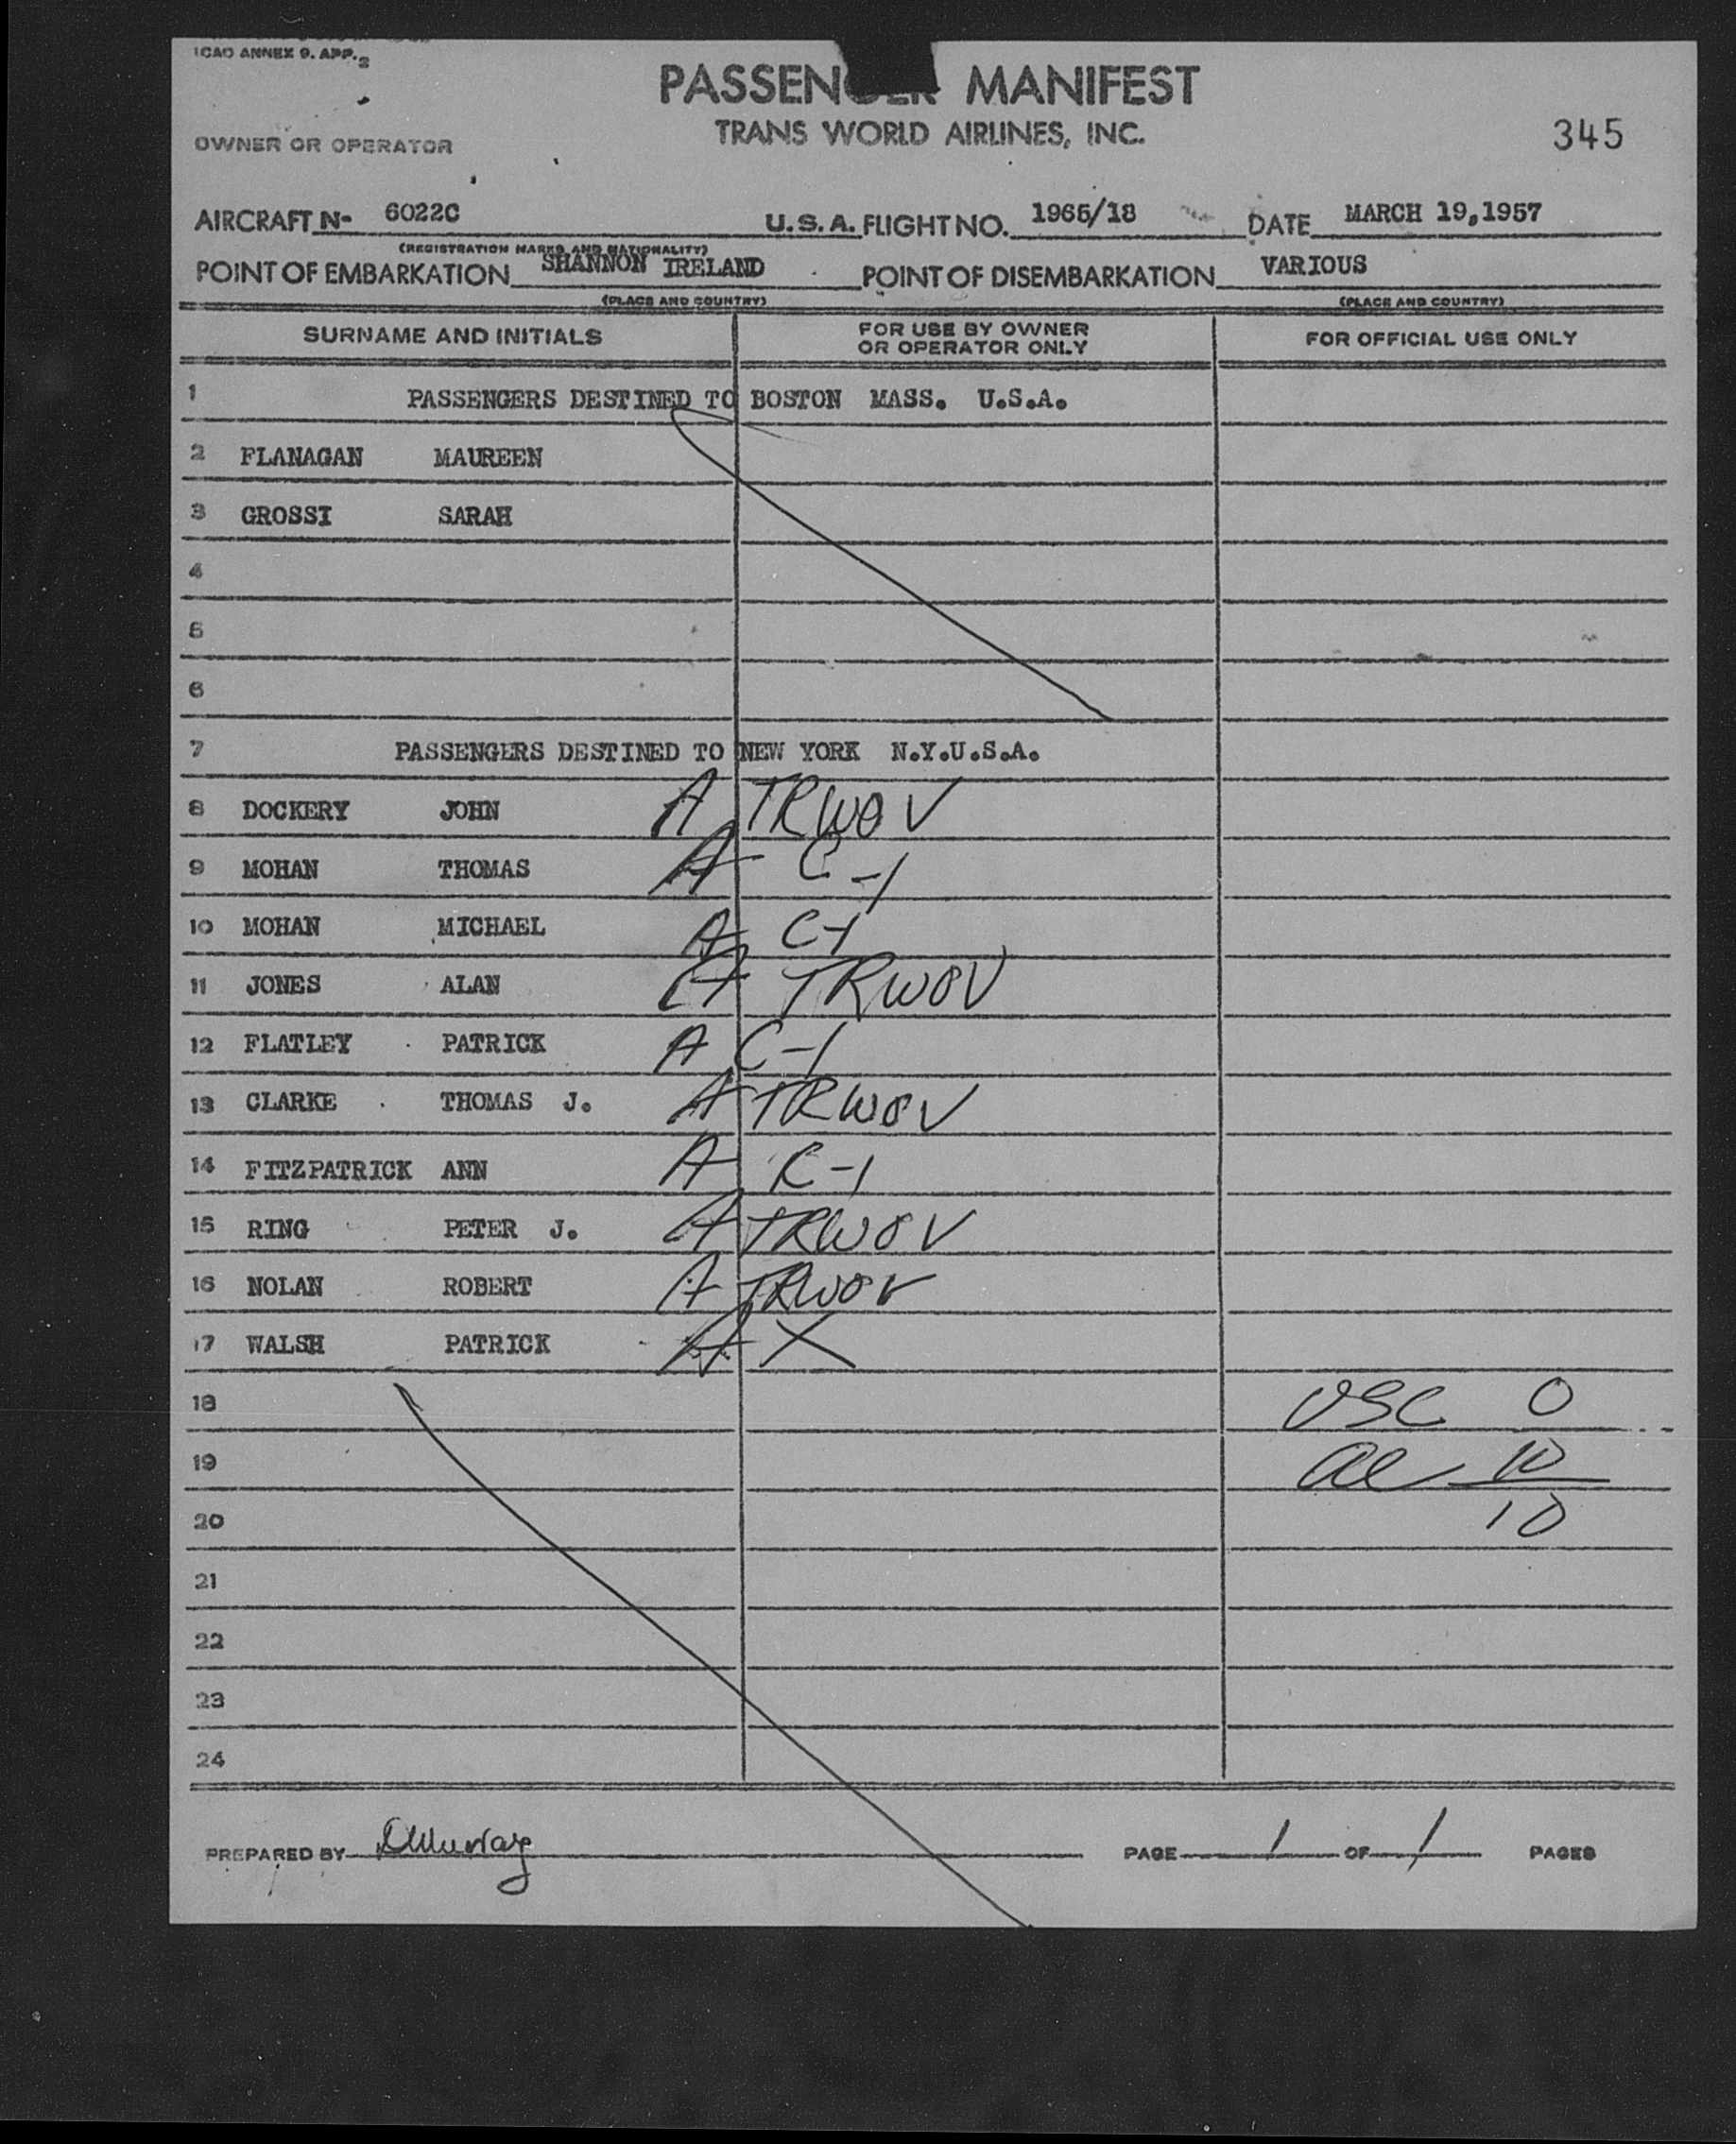 ICAO ANNEX 9. APP. 2
PASSENGER MANIFEST
TRANS WORLD AIRLINES, INC.
345
OWNER OR OPERATOR
AIRCRAFT N- 6022C U.S.A. FLIGHT NO. 1965/18 DATE MARCH 19,1957
(REGISTRATION MARKS AND NATIONALITY)
POINT OF EMBARKATION SHANNON IRELAND POINT OF DISEMBARKATION VARIOUS
(PLACE AND COUNTRY) (PLACE AND COUNTRY)
SURNAME AND INITIALS FOR USE BY OWNER OR OPERATOR ONLY FOR OFFICIAL USE ONLY
1 PASSENGERS DESTINED TO BOSTON MASS. U.S.A.
2 FLANAGAN MAUREEN
3 GROSSI SARAH
4
5
6
7 PASSENGERS DESTINED TO NEW YORK N.Y.U.S.A.
8 DOCKERY JOHN A TRWOV
9 MOHAN THOMAS A C-1
10 MOHAN MICHAEL A C-1
11 JONES ALAN A TRWOV
12 FLATLEY PATRICK A C-1
13 CLARKE THOMAS J. A TRWOV
14 FITZPATRICK ANN A R-1
15 RING PETER J. A TRWOV
16 NOLAN ROBERT A TRWOV
17 WALSH PATRICK A X
18 USC 0
19 al 10
20 10
21
22
23
24
PREPARED BY Murray PAGE 1 OF 1 PAGES